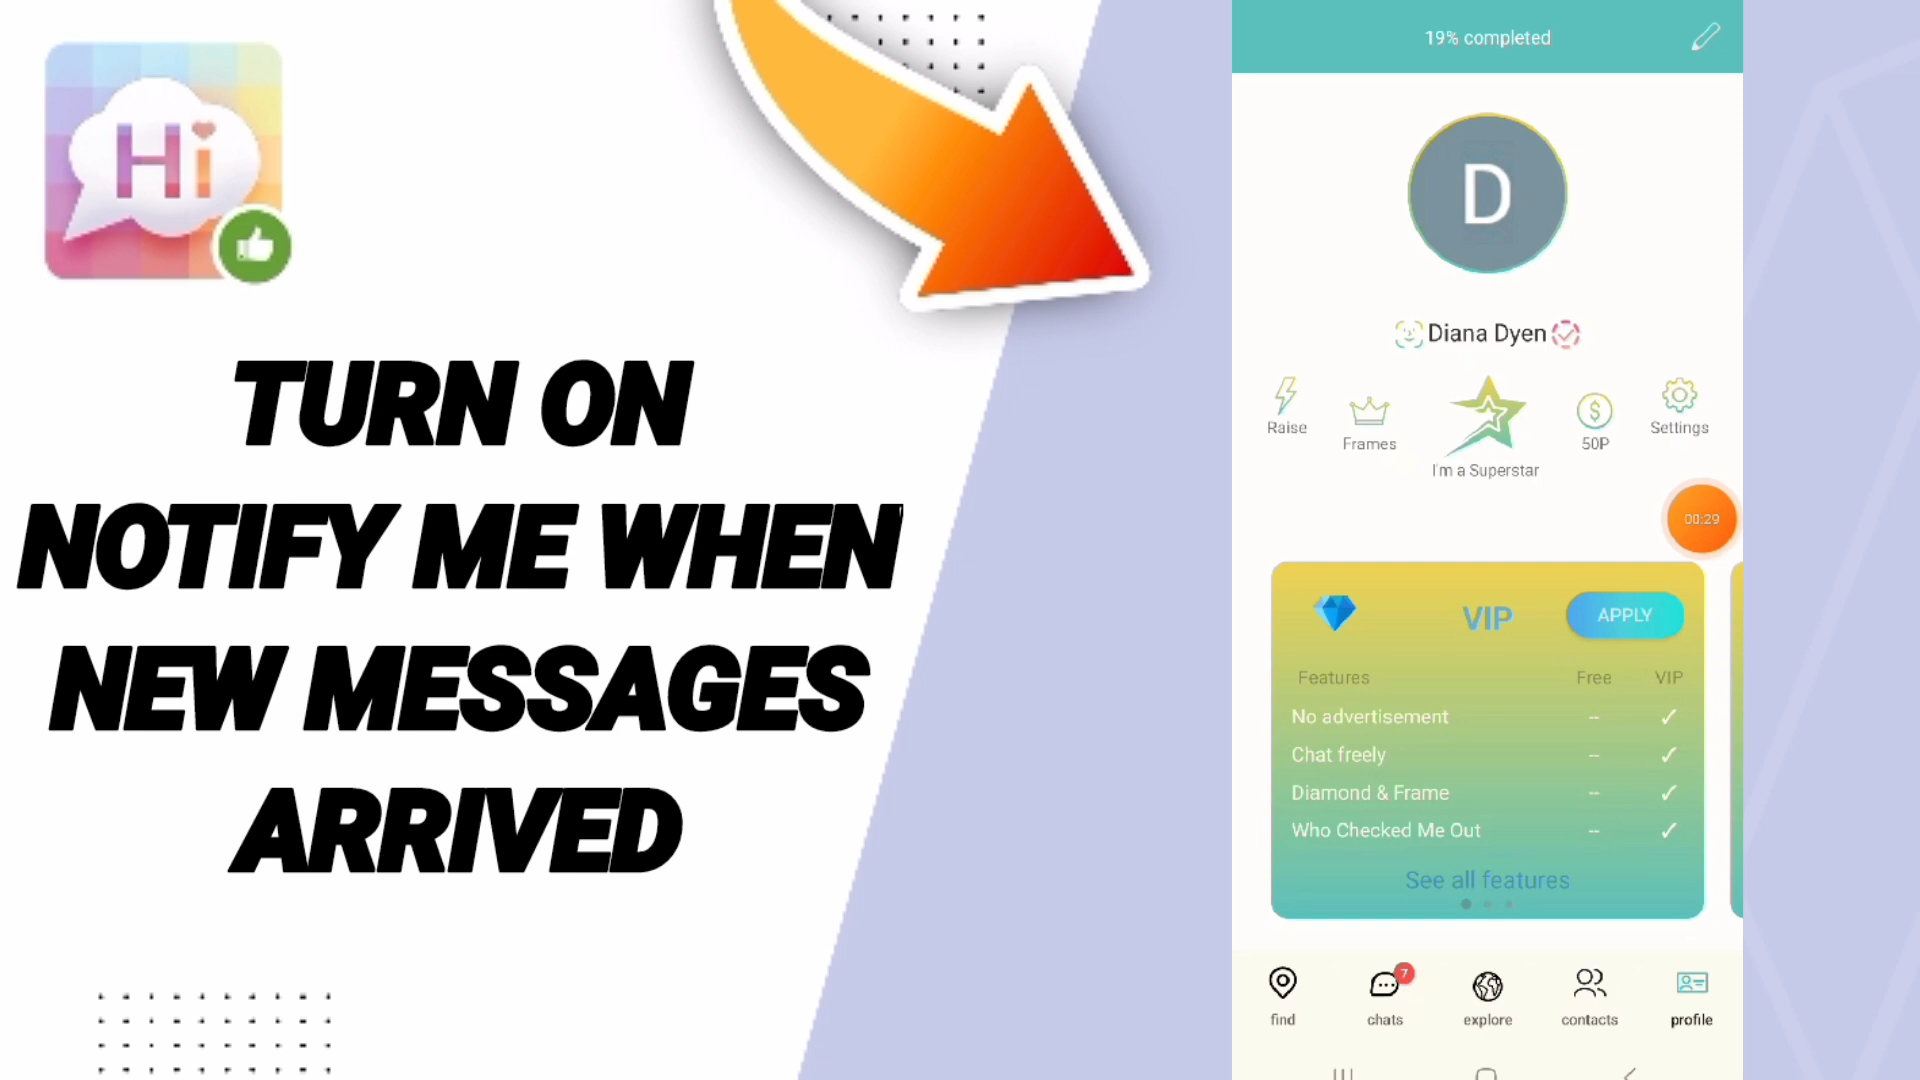 Hi
TURN ON
NOTIFY ME WHEN
NEW MESSAGES
ARRIVED
19% completed
D
Diana Dyen
Raise
Frames
I'm a Superstar
50P
Settings
00:29
VIP
APPLY
Features Free VIP
No advertisement -- ✓
Chat freely -- ✓
Diamond & Frame -- ✓
Who Checked Me Out -- ✓
See all features
7
find chats explore contacts profile